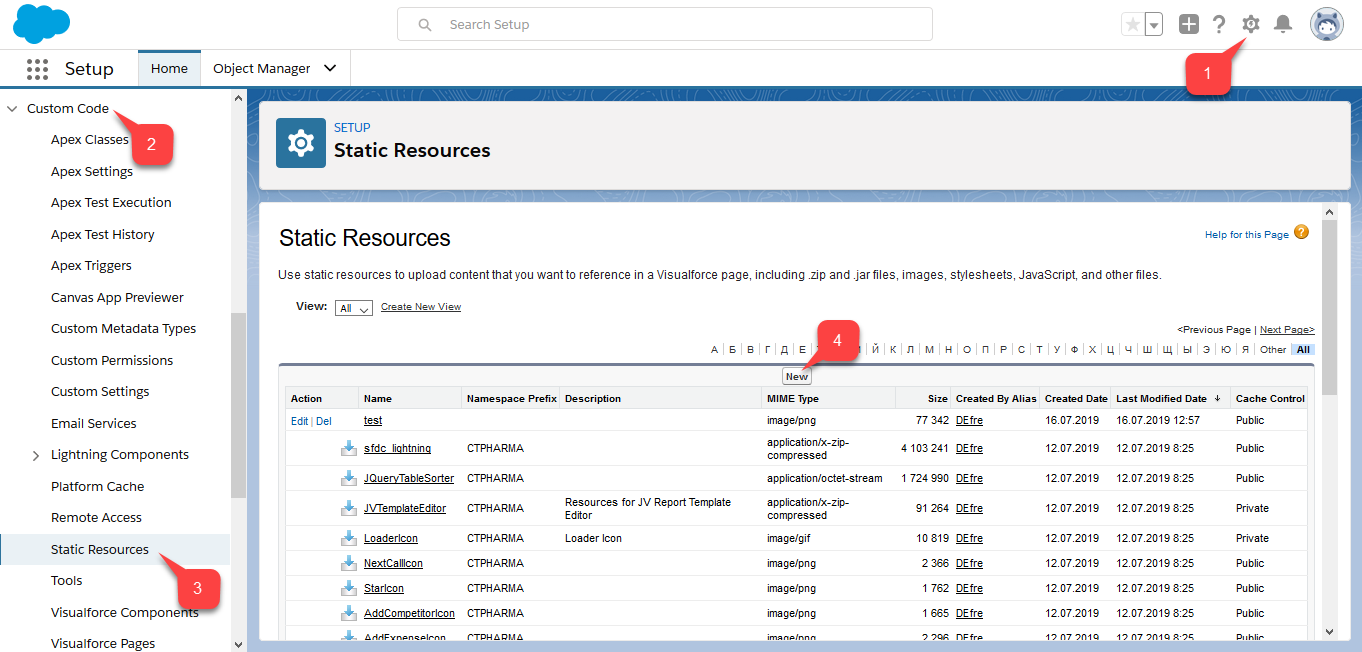 Search Setup
1
Setup
Home
Object Manager
Custom Code
2
Apex Classes
Apex Settings
Apex Test Execution
Apex Test History
Apex Triggers
Canvas App Previewer
Custom Metadata Types
Custom Permissions
Custom Settings
Email Services
Lightning Components
Platform Cache
Remote Access
Static Resources
3
Tools
Visualforce Components
Visualforce Pages
SETUP
Static Resources
Static Resources
Help for this Page ?
Use static resources to upload content that you want to reference in a Visualforce page, including .zip and .jar files, images, stylesheets, JavaScript, and other files.
View: All Create New View
<Previous Page | Next Page>
А | Б | В | Г | Д | Е | 4 Й | К | Л | М | Н | О | П | Р | С | Т | У | Ф | Х | Ц | Ч | Ш | Щ | Ы | Э | Ю | Я | Other All
New
Action Name Namespace Prefix Description MIME Type Size Created By Alias Created Date Last Modified Date ↓ Cache Control
Edit | Del test image/png 77 342 DEfre 16.07.2019 16.07.2019 12:57 Public
sfdc_lightning CTPHARMA application/x-zip-compressed 4 103 241 DEfre 12.07.2019 12.07.2019 8:25 Public
JQueryTableSorter CTPHARMA application/octet-stream 1 724 990 DEfre 12.07.2019 12.07.2019 8:25 Public
JVTemplateEditor CTPHARMA Resources for JV Report Template Editor application/x-zip-compressed 91 264 DEfre 12.07.2019 12.07.2019 8:25 Private
LoaderIcon CTPHARMA Loader Icon image/gif 10 819 DEfre 12.07.2019 12.07.2019 8:25 Private
NextCallIcon CTPHARMA image/png 2 366 DEfre 12.07.2019 12.07.2019 8:25 Public
StarIcon CTPHARMA image/png 1 762 DEfre 12.07.2019 12.07.2019 8:25 Public
AddCompetitorIcon CTPHARMA image/png 1 665 DEfre 12.07.2019 12.07.2019 8:25 Public
AddExpenseIcon CTPHARMA image/png 2 296 DEfre 12.07.2019 12.07.2019 8:25 Public